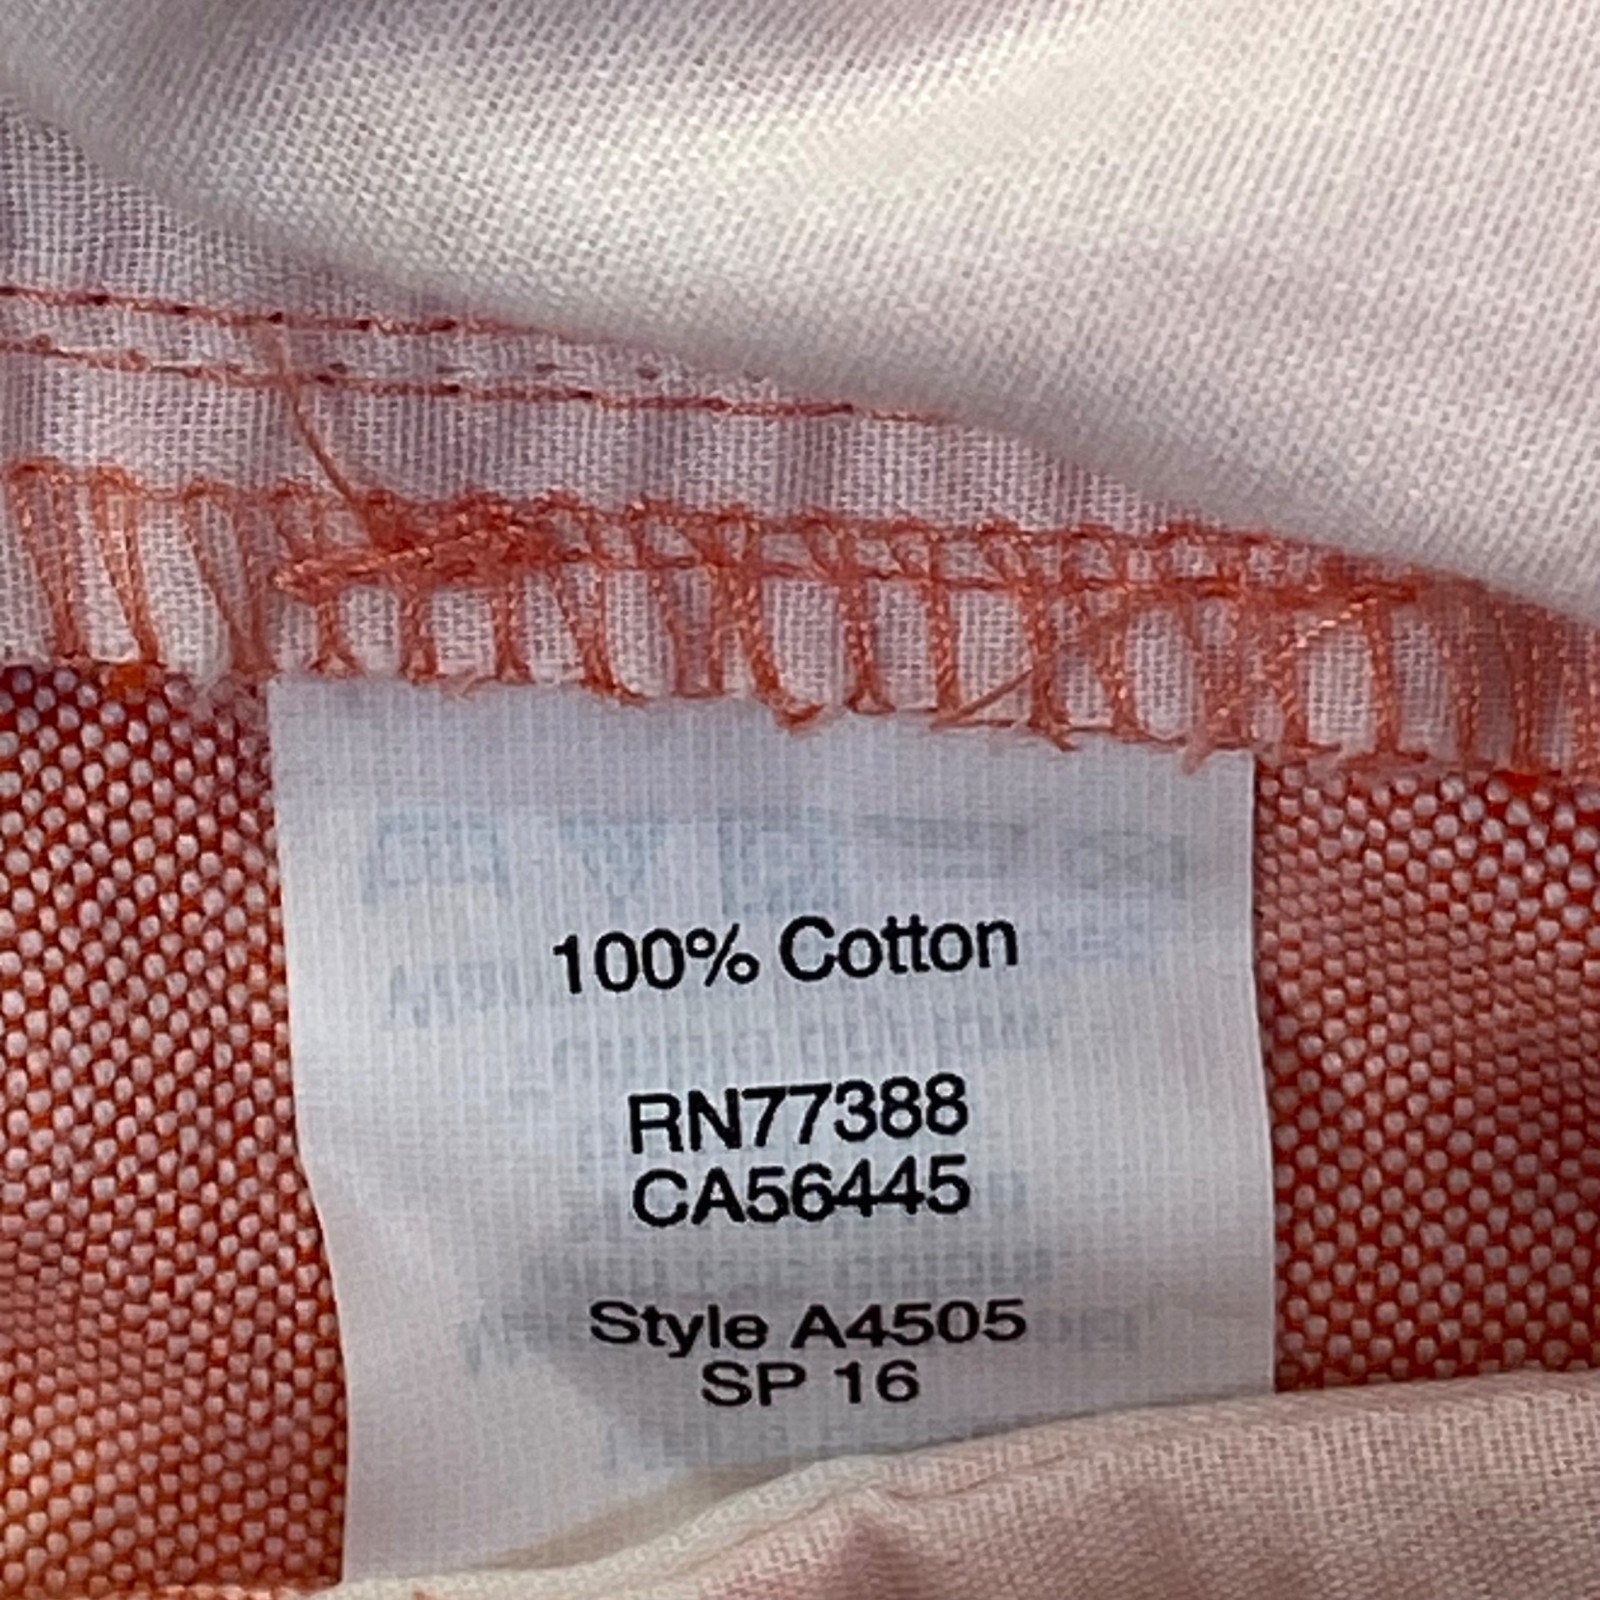 100% Cotton
RN77388
CA56445
Style A4505
SP 16